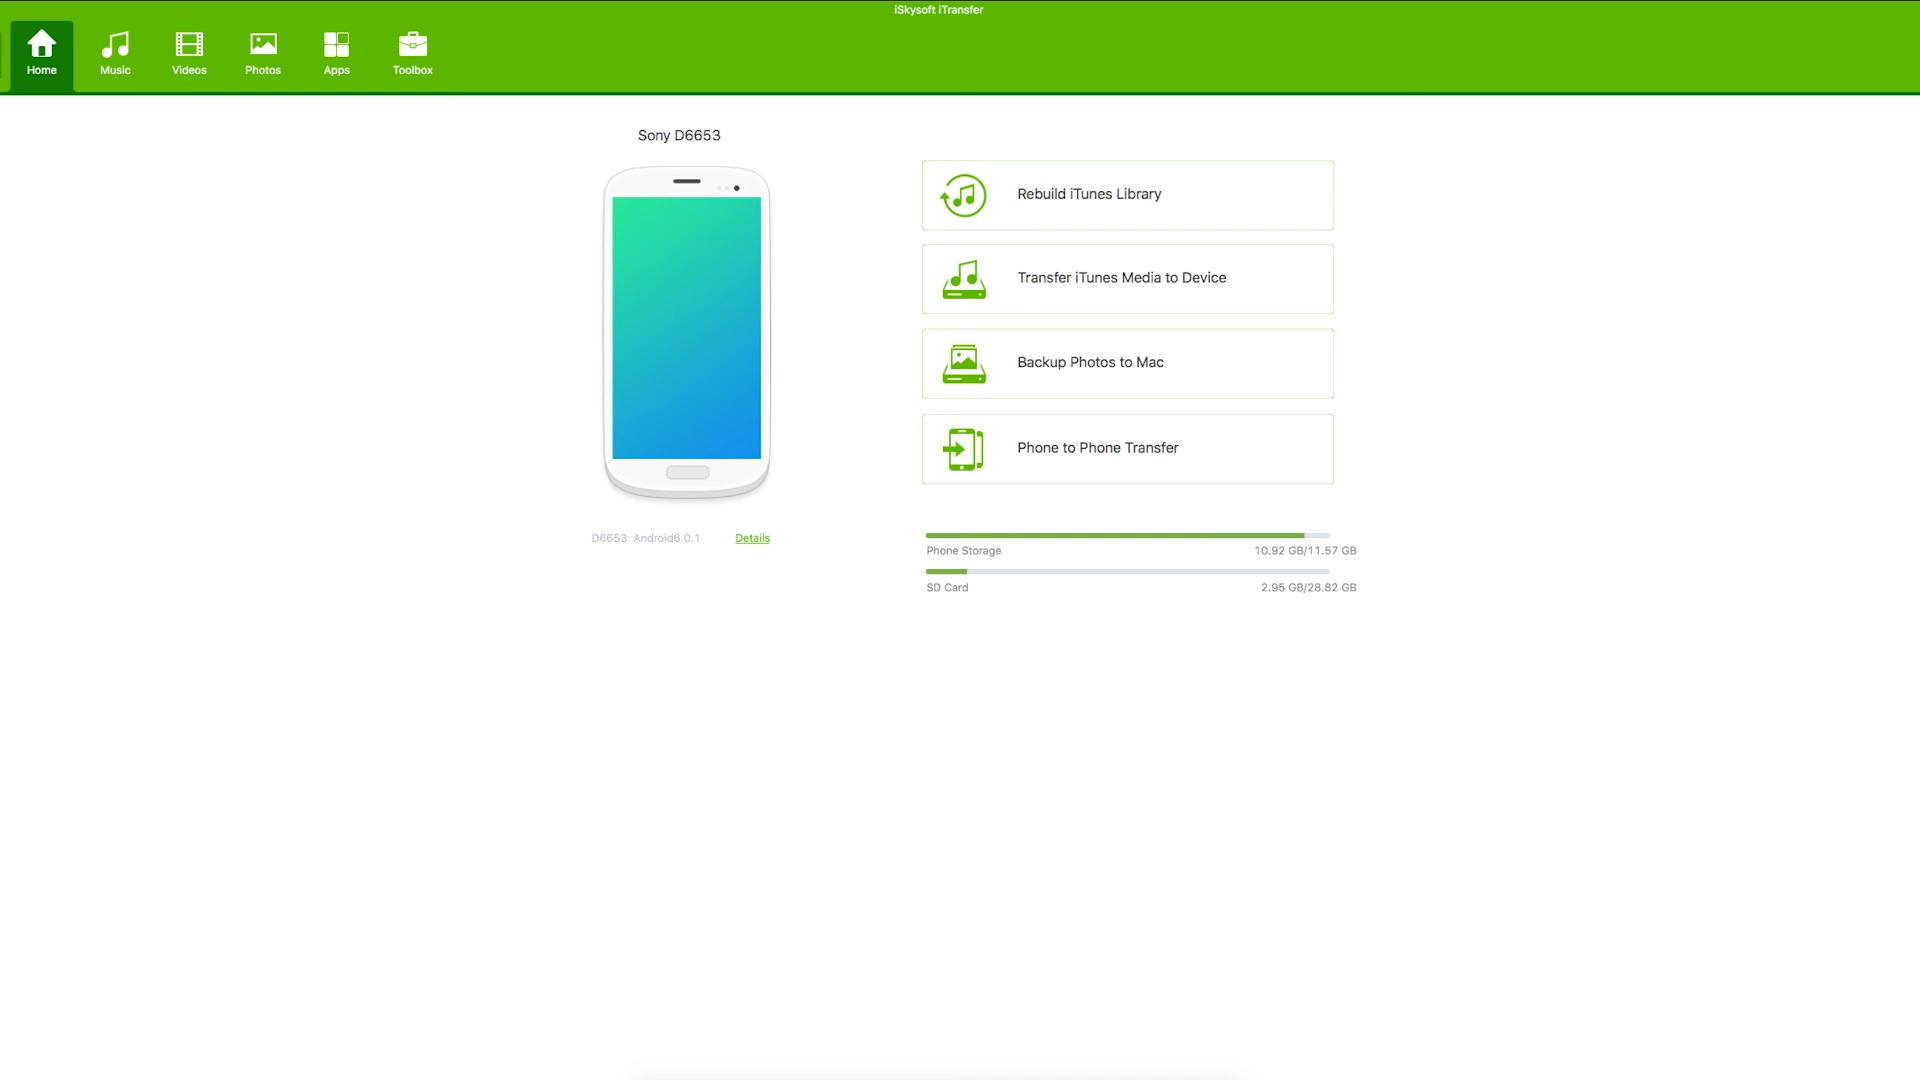 iSkysoft iTransfer
Home
Music
Videos
Photos
Apps
Toolbox
Sony D6653
Rebuild iTunes Library
Transfer iTunes Media to Device
Backup Photos to Mac
Phone to Phone Transfer
D6653 Android6.0.1 Details
Phone Storage 10.92 GB/11.57 GB
SD Card 2.95 GB/28.82 GB